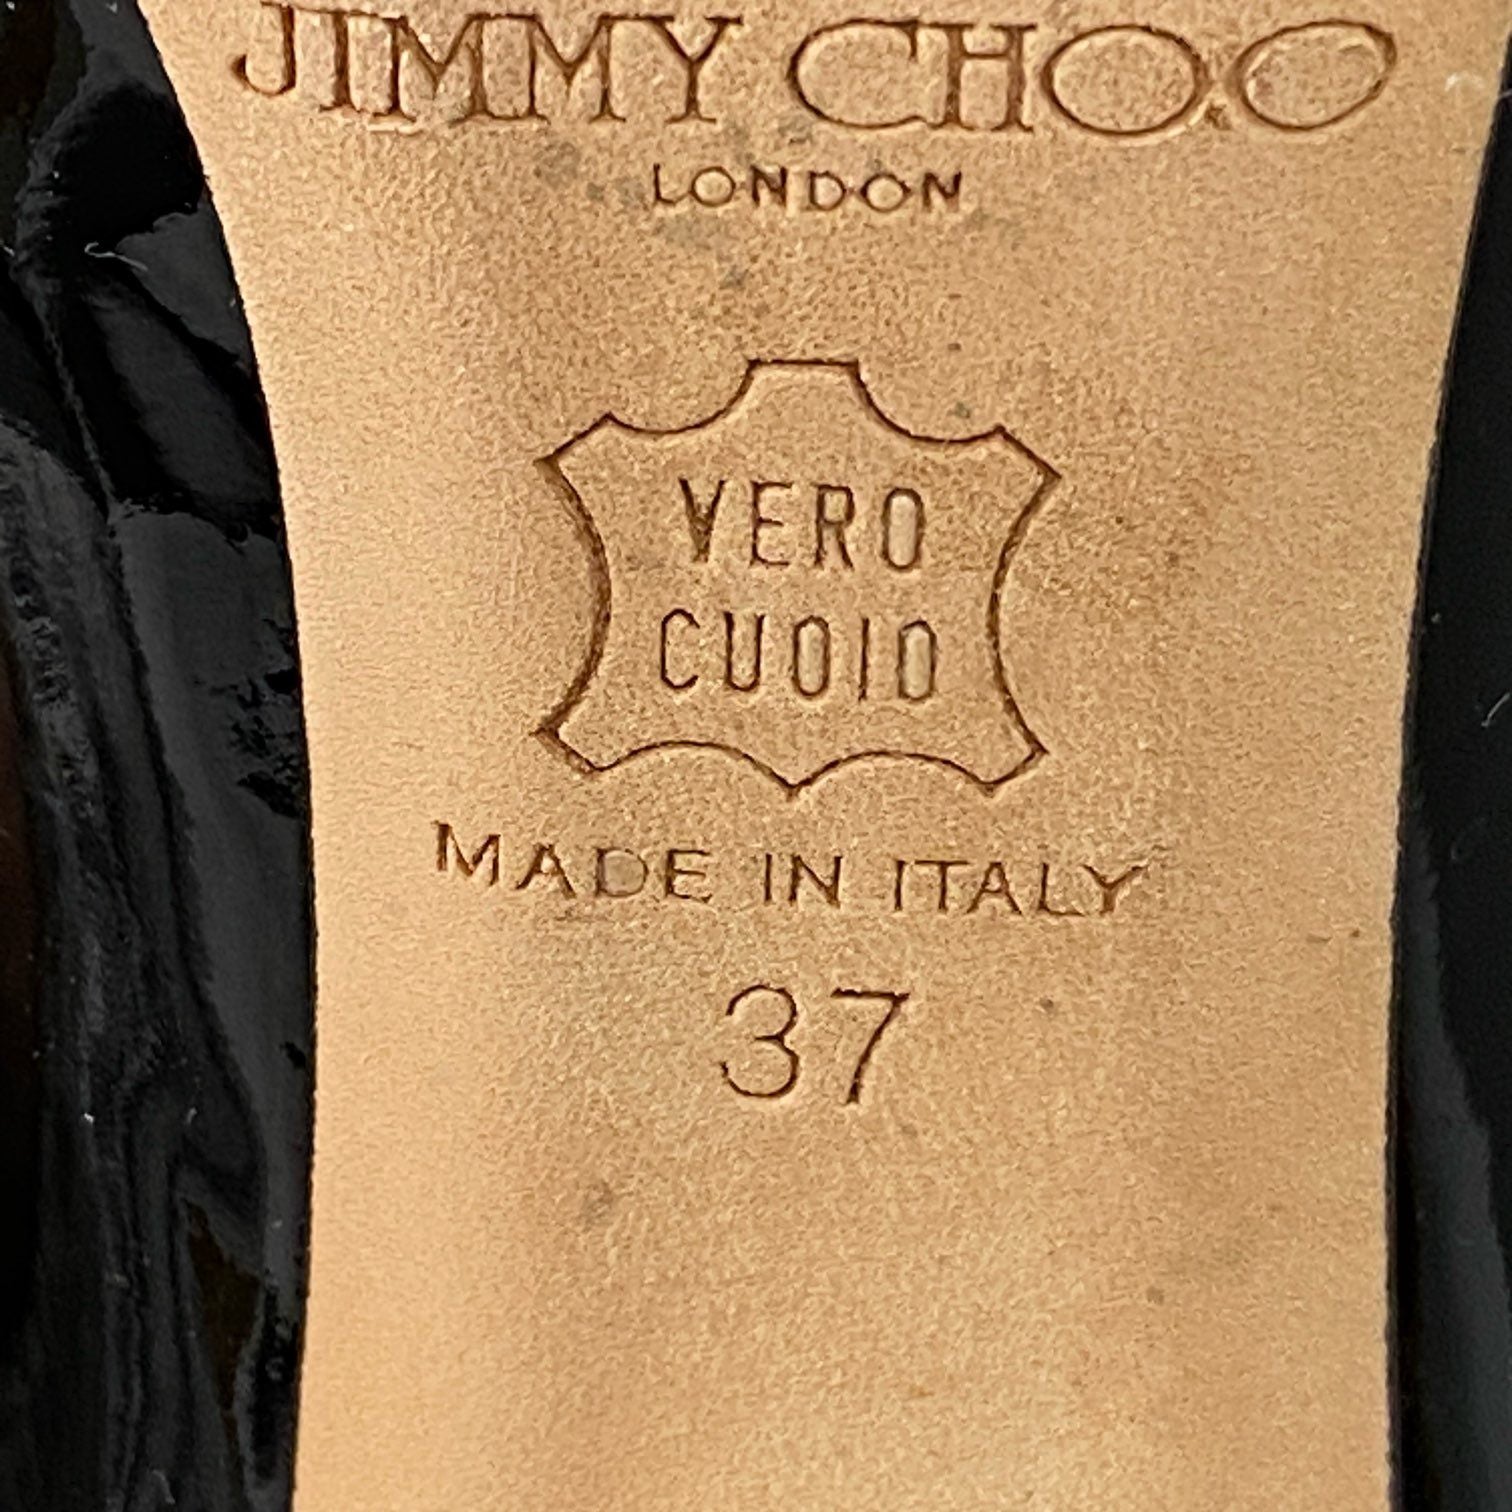 JIMMY CHOO
LONDON
VERO
CUOIO
MADE IN ITALY
37